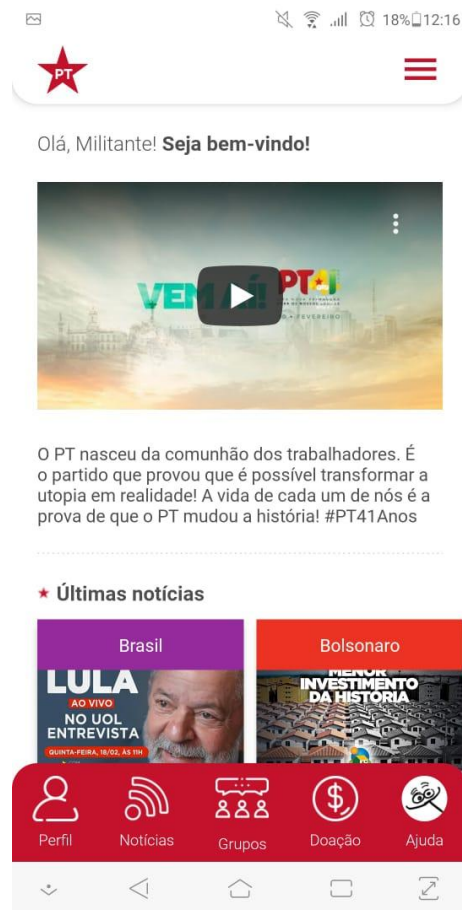 18% 12:16
PT
Olá, Militante! Seja bem-vindo!
VEM AÍ! PT41
FEVEREIRO
O PT nasceu da comunhão dos trabalhadores. É
o partido que provou que é possível transformar a
utopia em realidade! A vida de cada um de nós é a
prova de que o PT mudou a história! #PT41Anos
Últimas notícias
Brasil
Bolsonaro
LULA
AO VIVO
NO UOL
ENTREVISTA
QUINTA-FEIRA, 18/02, ÀS 11H
MENOR
INVESTIMENTO
DA HISTÓRIA
Perfil
Notícias
Grupos
Doação
Ajuda